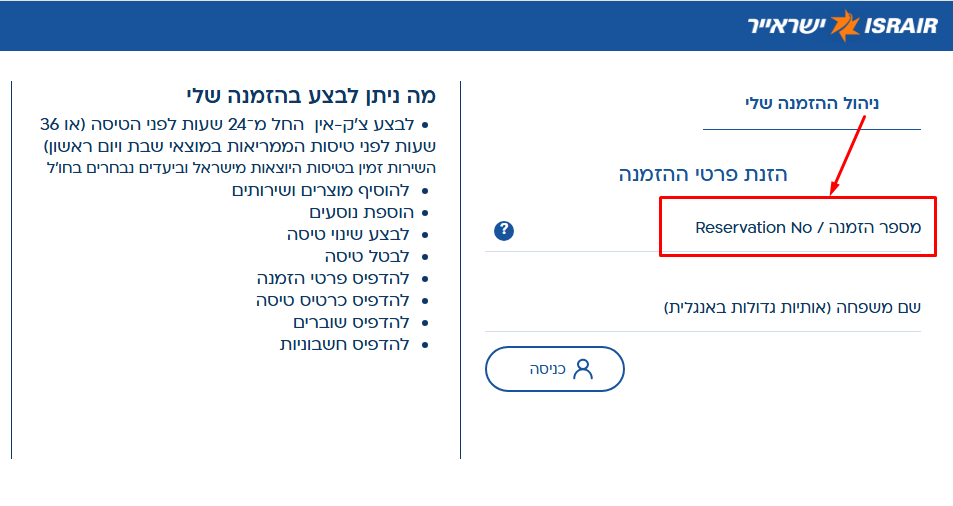 ישראייר ISRAIR
ניהול ההזמנה שלי
הזנת פרטי ההזמנה
מספר הזמנה / Reservation No
?
שם משפחה (אותיות גדולות באנגלית)
כניסה
מה ניתן לבצע בהזמנה שלי
• לבצע צ'ק-אין החל מ־24 שעות לפני הטיסה (או 36
שעות לפני טיסות הממריאות במוצאי שבת ויום ראשון)
השירות זמין בטיסות היוצאות מישראל וביעדים נבחרים בחו"ל
• להוסיף מוצרים ושירותים
• הוספת נוסעים
• לבצע שינוי טיסה
• לבטל טיסה
• להדפיס פרטי הזמנה
• להדפיס כרטיס טיסה
• להדפיס שוברים
• להדפיס חשבוניות